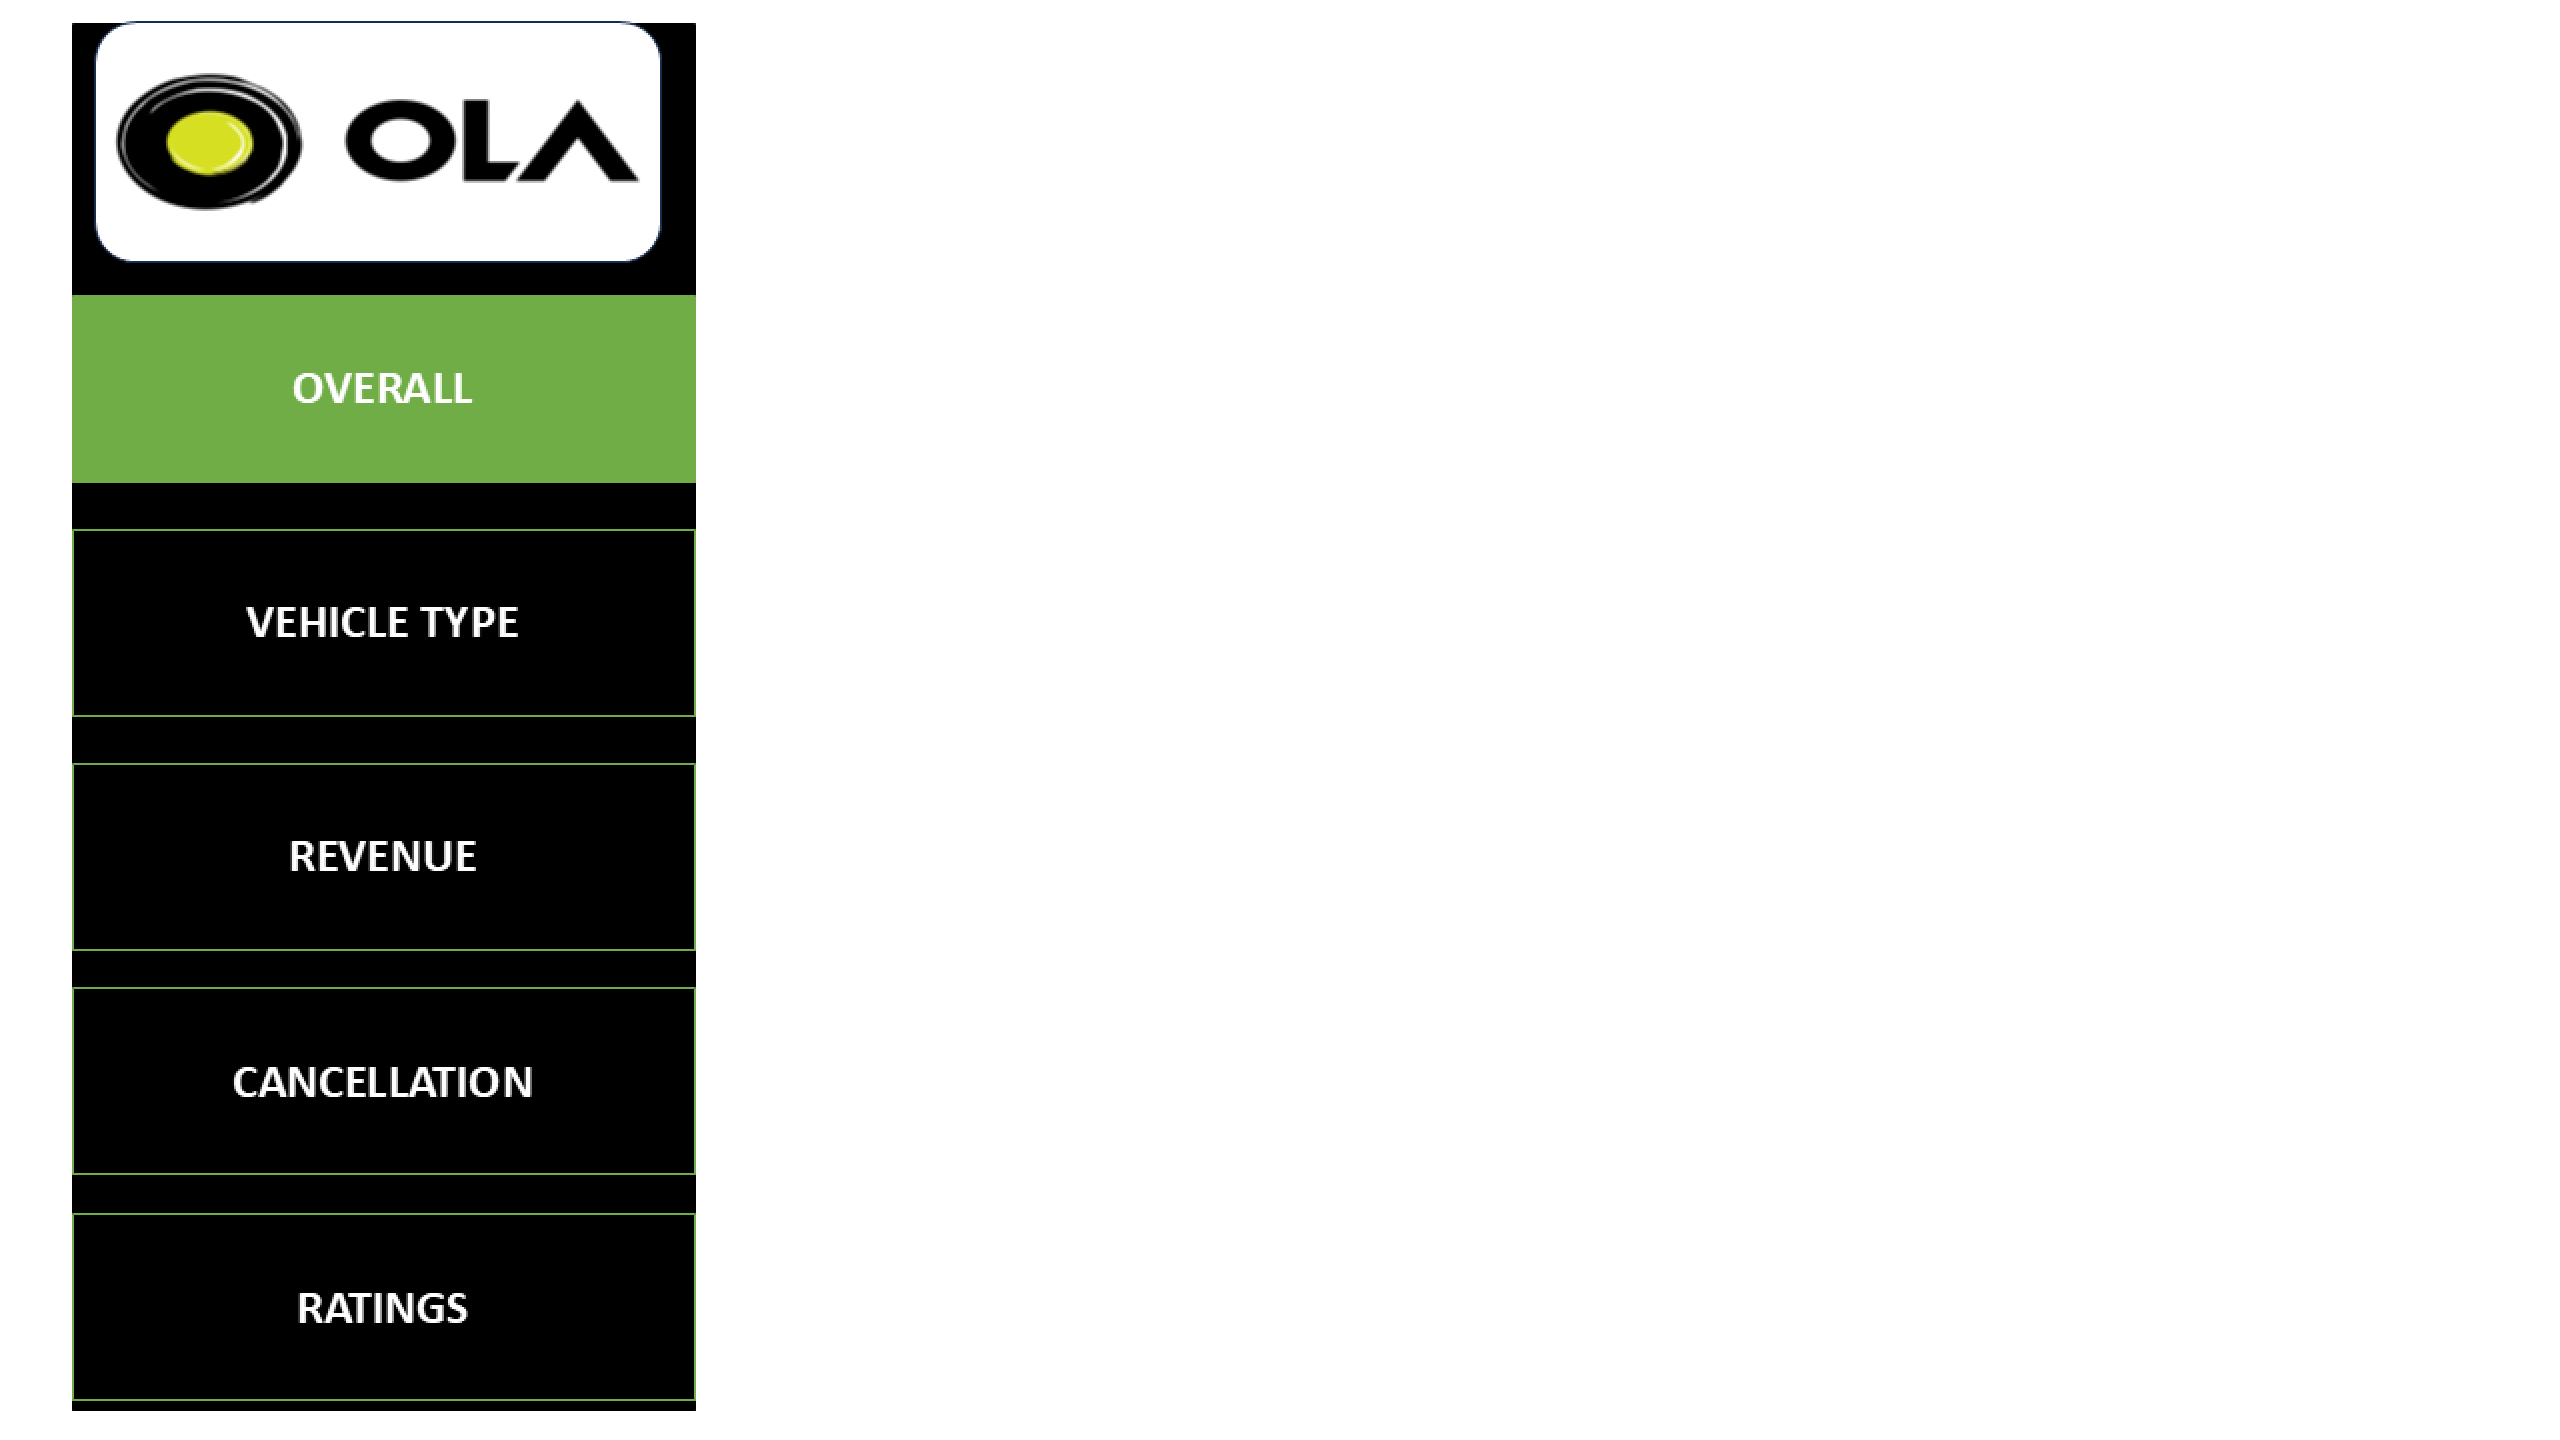 OLA
OVERALL
VEHICLE TYPE
REVENUE
CANCELLATION
RATINGS